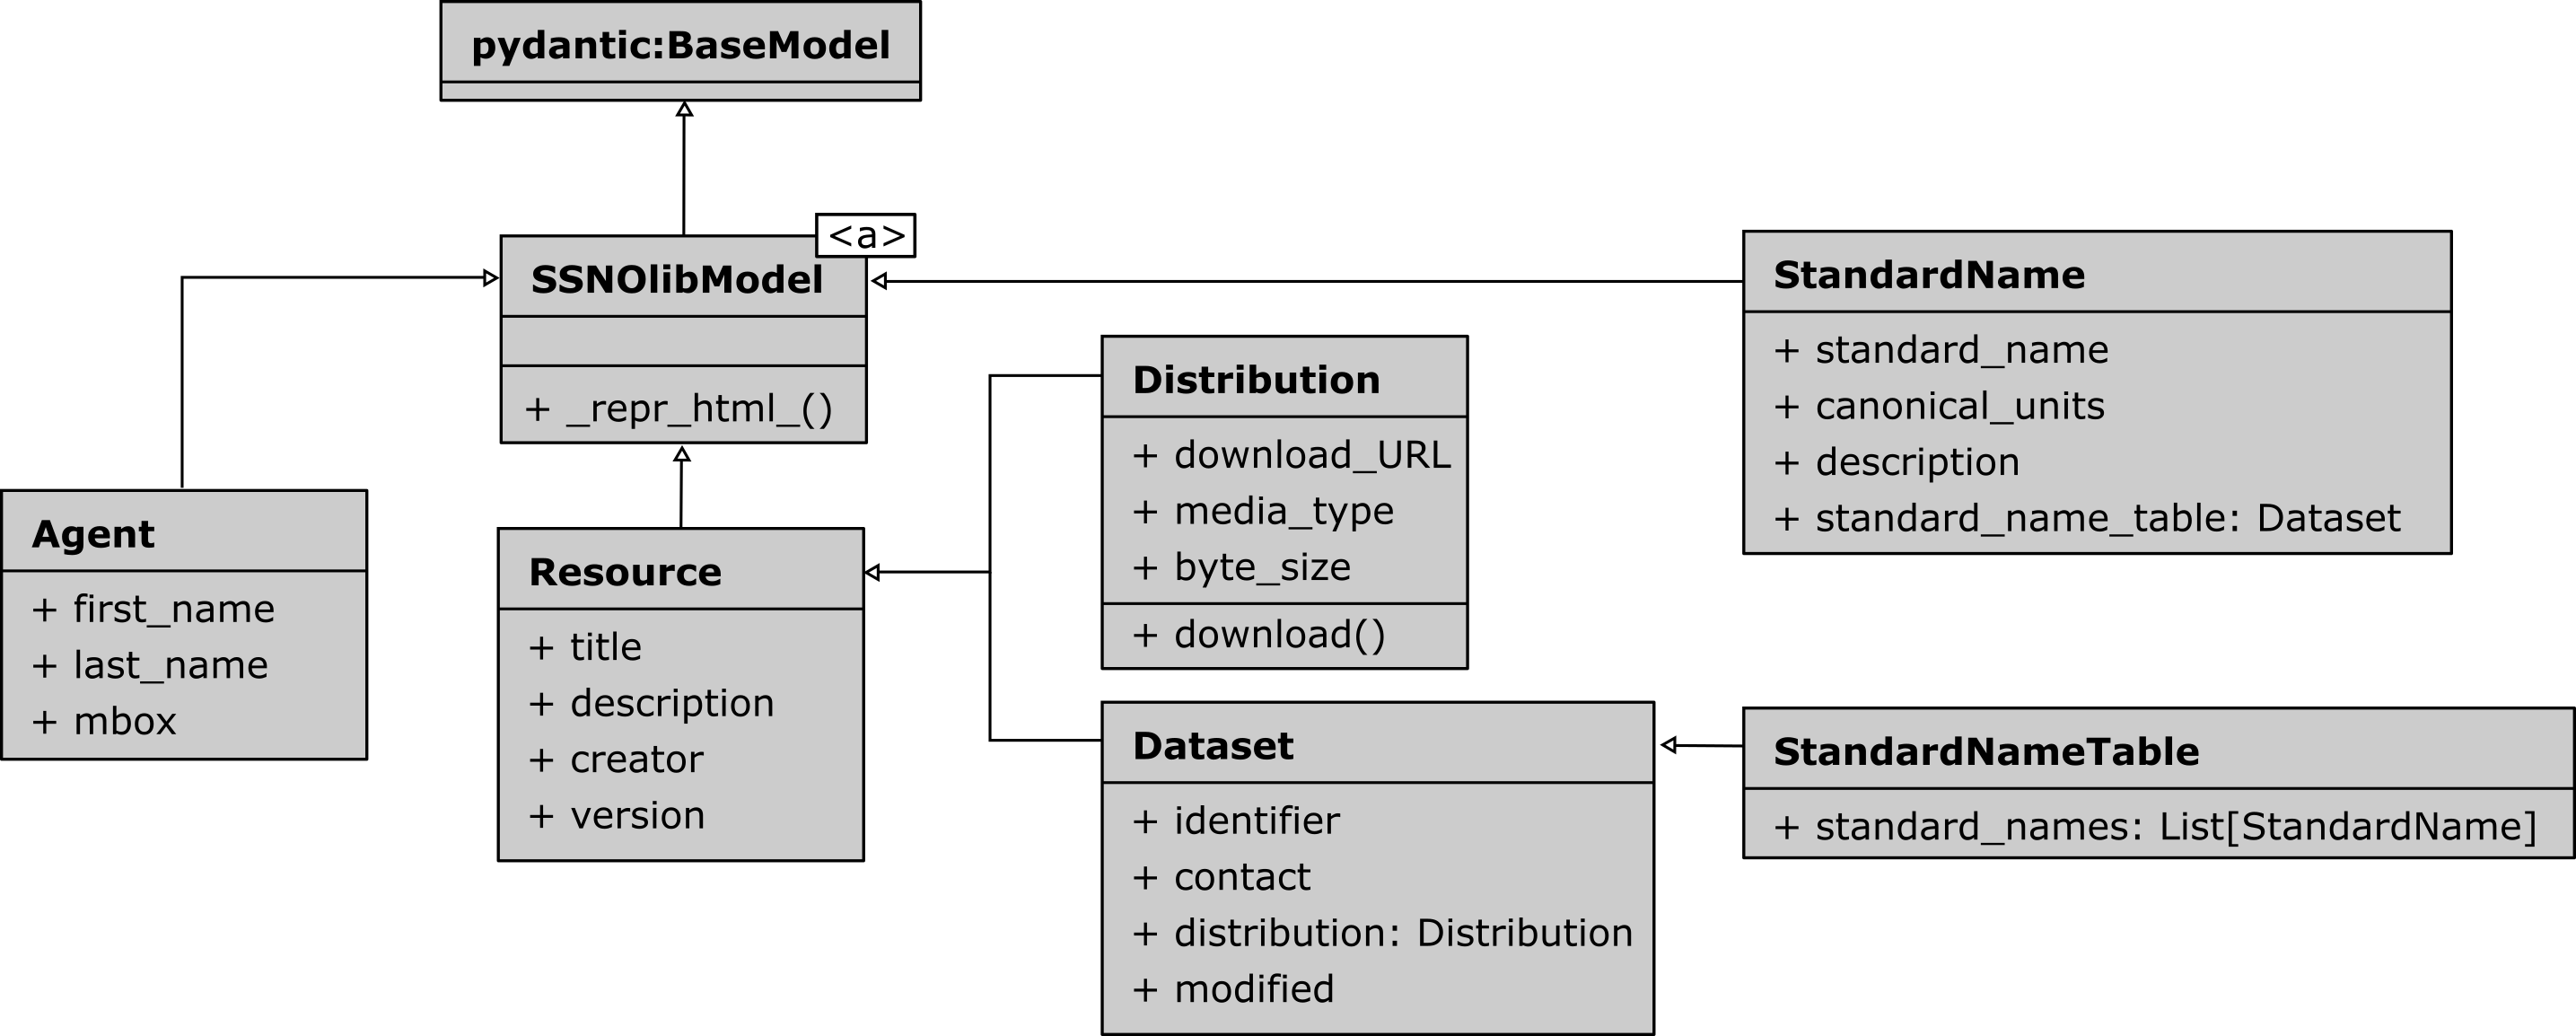 pydantic:BaseModel
<a>
SSNOlibModel
+ _repr_html_()
Agent
+ first_name
+ last_name
+ mbox
Resource
+ title
+ description
+ creator
+ version
Distribution
+ download_URL
+ media_type
+ byte_size
+ download()
Dataset
+ identifier
+ contact
+ distribution: Distribution
+ modified
StandardName
+ standard_name
+ canonical_units
+ description
+ standard_name_table: Dataset
StandardNameTable
+ standard_names: List[StandardName]